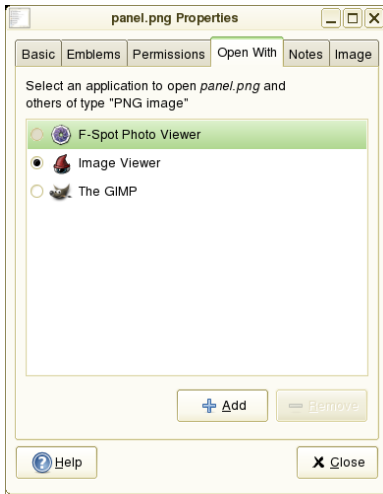 panel.png Properties
Basic Emblems Permissions Open With Notes Image
Select an application to open panel.png and
others of type "PNG image"
F-Spot Photo Viewer
Image Viewer
The GIMP
Add Remove
Help Close